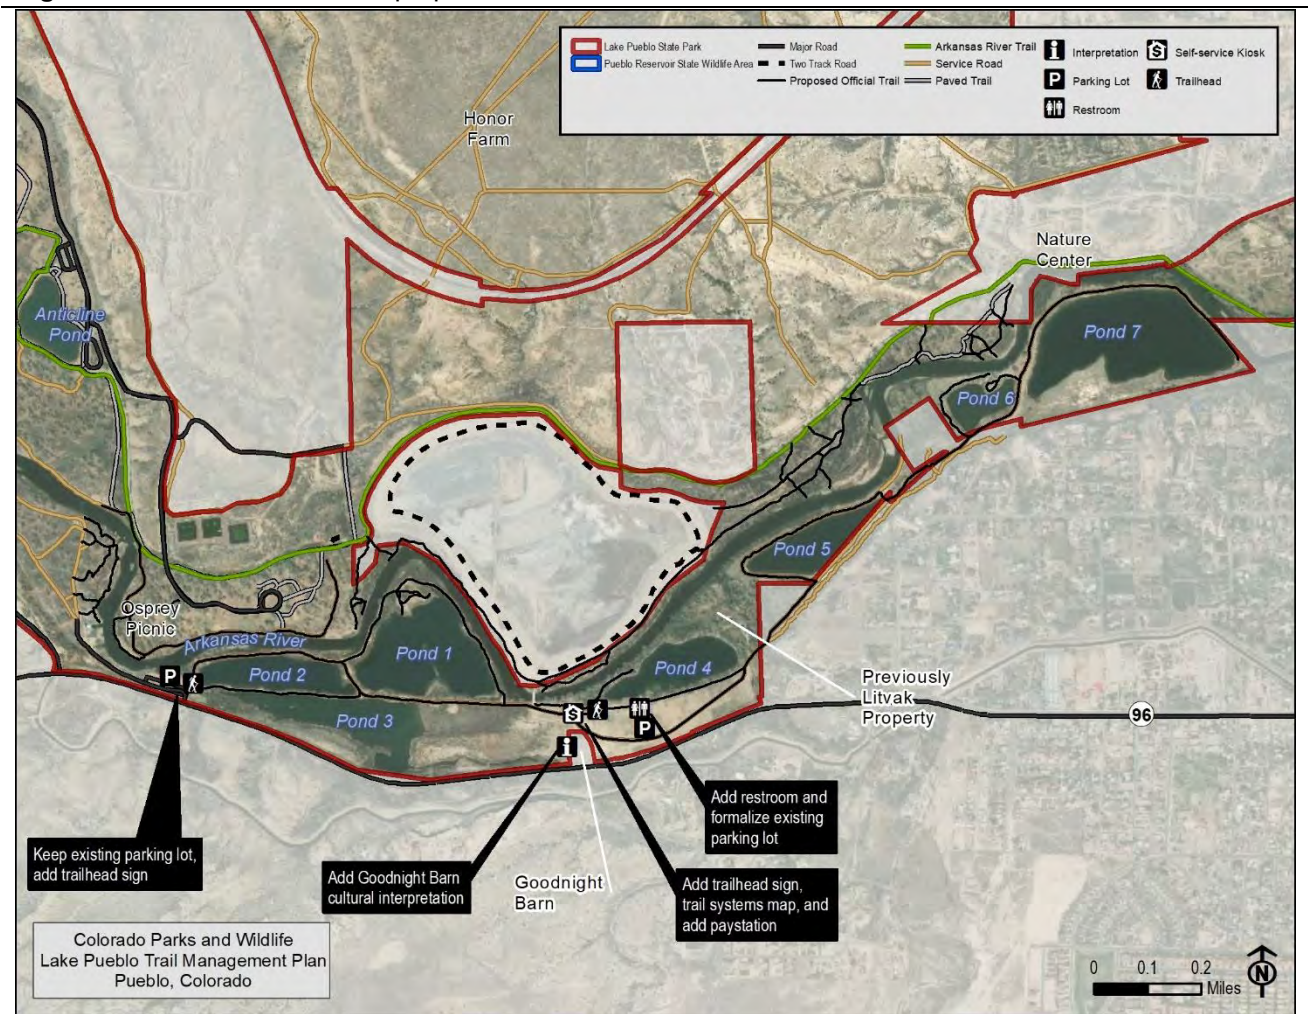 Lake Pueblo State Park
Pueblo Reservoir State Wildlife Area
Major Road
Two Track Road
Proposed Official Trail
Arkansas River Trail
Service Road
Paved Trail
i Interpretation
P Parking Lot
Restroom
$ Self-service Kiosk
Trailhead
Honor
Farm
Nature
Center
Anticline
Pond
Pond 7
Pond 6
Pond 5
Osprey
Picnic
Arkansas River
Pond 1
Pond 2
Pond 4
Pond 3
P
$
P
i
Previously
Litvak
Property
96
Add restroom and
formalize existing
parking lot
Keep existing parking lot,
add trailhead sign
Add Goodnight Barn
cultural interpretation
Goodnight
Barn
Add trailhead sign,
trail systems map, and
add paystation
Colorado Parks and Wildlife
Lake Pueblo Trail Management Plan
Pueblo, Colorado
0 0.1 0.2
Miles
N